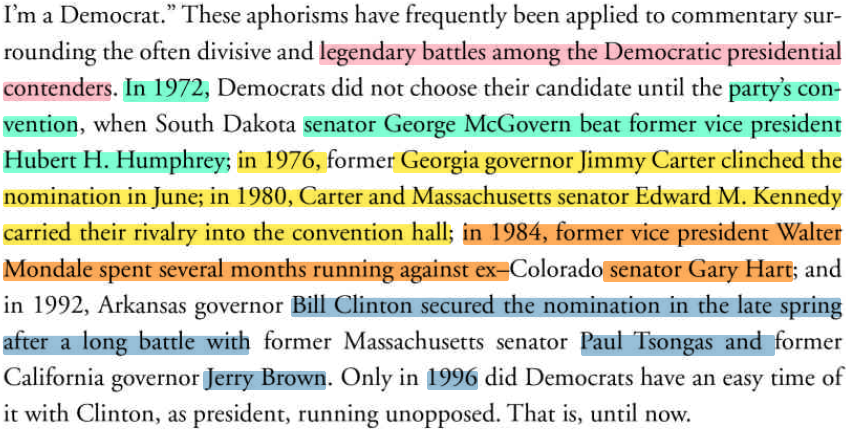 I’m a Democrat.” These aphorisms have frequently been applied to commentary sur-
rounding the often divisive and legendary battles among the Democratic presidential
contenders. In 1972, Democrats did not choose their candidate until the party’s con-
vention, when South Dakota senator George McGovern beat former vice president
Hubert H. Humphrey; in 1976, former Georgia governor Jimmy Carter clinched the
nomination in June; in 1980, Carter and Massachusetts senator Edward M. Kennedy
carried their rivalry into the convention hall; in 1984, former vice president Walter
Mondale spent several months running against ex–Colorado senator Gary Hart; and
in 1992, Arkansas governor Bill Clinton secured the nomination in the late spring
after a long battle with former Massachusetts senator Paul Tsongas and former
California governor Jerry Brown. Only in 1996 did Democrats have an easy time of
it with Clinton, as president, running unopposed. That is, until now.